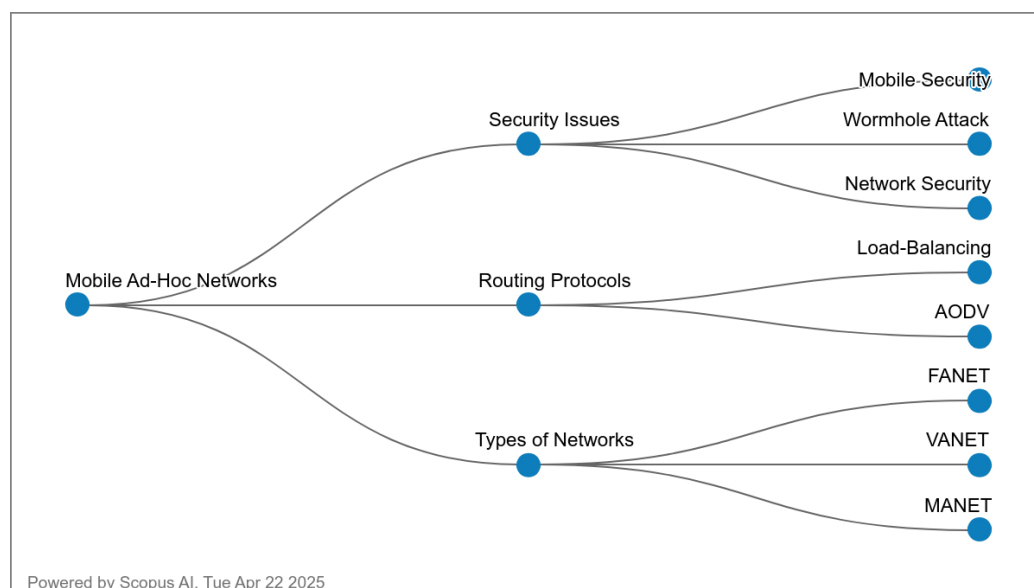 Mobile Security
Security Issues
Wormhole Attack
Network Security
Load-Balancing
Mobile Ad-Hoc Networks
Routing Protocols
AODV
FANET
Types of Networks
VANET
MANET
Powered by Scopus AI, Tue Apr 22 2025